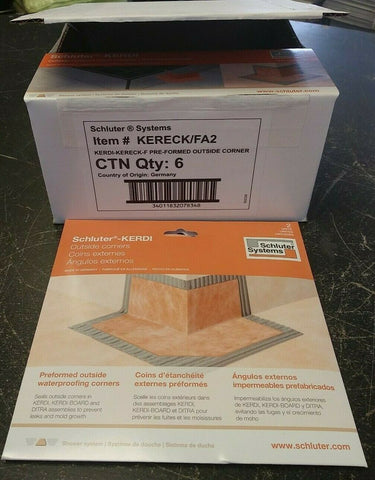 Schluter®-KERDI
Schluter ® Systems
Item # KERECK/FA2
KERDI-KERECK-F PRE-FORMED OUTSIDE CORNER
CTN Qty: 6
Country of Origin: Germany
Schluter®-KERDI
Outside corners
Coins externes
Ángulos externos
2
Schluter
Systems
Preformed outside
waterproofing corners
Seals outside corners in
KERDI, KERDI-BOARD and
DITRA assemblies to prevent
leaks and mold growth
Coins d'étanchéité
externes préformés
Scelle les coins extérieurs dans
des assemblages KERDI,
KERDI-BOARD et DITRA pour
prévenir les fuites et les moisissures
Ángulos externos
impermeables prefabricados
Impermeabiliza los ángulos externos
de KERDI, KERDI-BOARD y DITRA,
evitando las fugas y el crecimiento
de moho
Shower system | Système de douche | Sistema de ducha
www.schluter.com